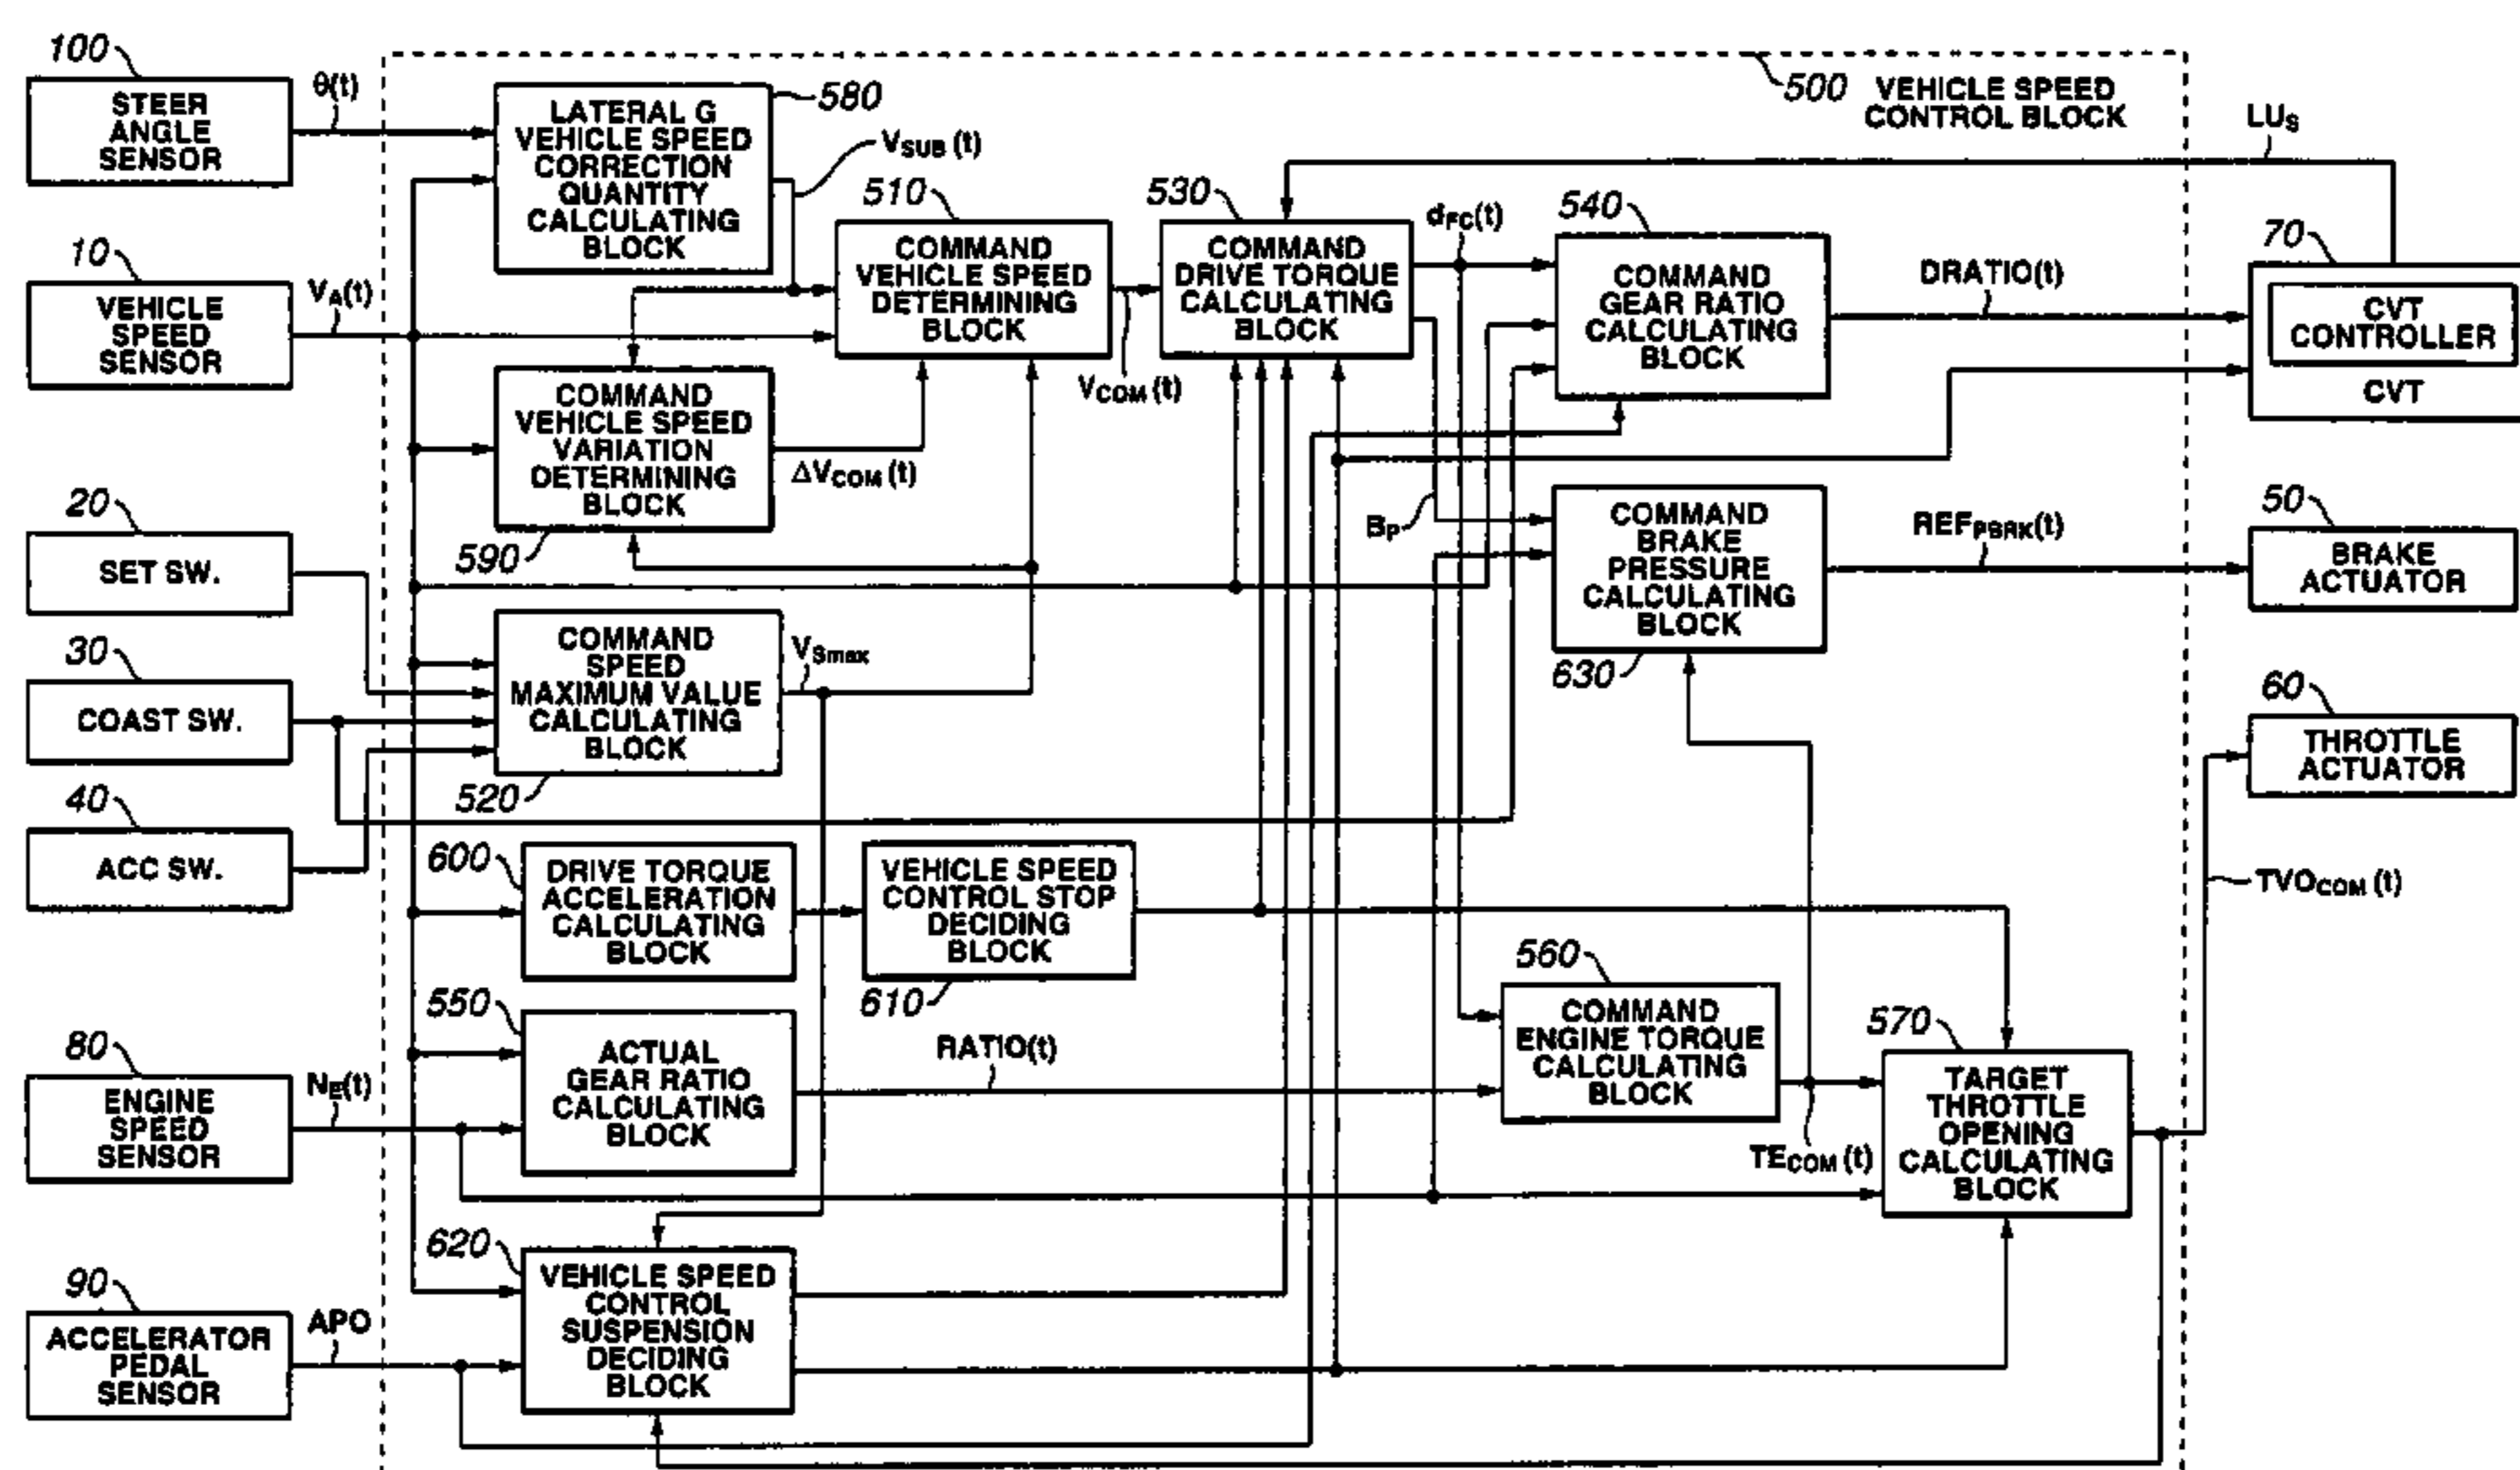 100
STEER
ANGLE
SENSOR
θ(t)
LATERAL G
VEHICLE SPEED
CORRECTION
QUANTITY
CALCULATING
BLOCK
580
VSUB (t)
500
VEHICLE SPEED
CONTROL BLOCK
LUS
10
VEHICLE
SPEED
SENSOR
VA(t)
510
COMMAND
VEHICLE SPEED
DETERMINING
BLOCK
VCOM (t)
530
COMMAND
DRIVE TORQUE
CALCULATING
BLOCK
dFC(t)
540
COMMAND
GEAR RATIO
CALCULATING
BLOCK
DRATIO(t)
70
CVT
CONTROLLER
CVT
COMMAND
VEHICLE SPEED
VARIATION
DETERMINING
BLOCK
590
ΔVCOM (t)
20
SET SW.
BP
COMMAND
BRAKE
PRESSURE
CALCULATING
BLOCK
630
REFPBRK(t)
50
BRAKE
ACTUATOR
30
COAST SW.
COMMAND
SPEED
MAXIMUM VALUE
CALCULATING
BLOCK
520
VSmax
60
THROTTLE
ACTUATOR
40
ACC SW.
600
DRIVE TORQUE
ACCELERATION
CALCULATING
BLOCK
VEHICLE SPEED
CONTROL STOP
DECIDING
BLOCK
610
TVOCOM (t)
80
ENGINE
SPEED
SENSOR
NE(t)
550
ACTUAL
GEAR RATIO
CALCULATING
BLOCK
RATIO(t)
560
COMMAND
ENGINE TORQUE
CALCULATING
BLOCK
TECOM (t)
570
TARGET
THROTTLE
OPENING
CALCULATING
BLOCK
90
ACCELERATOR
PEDAL
SENSOR
APO
620
VEHICLE SPEED
CONTROL
SUSPENSION
DECIDING
BLOCK